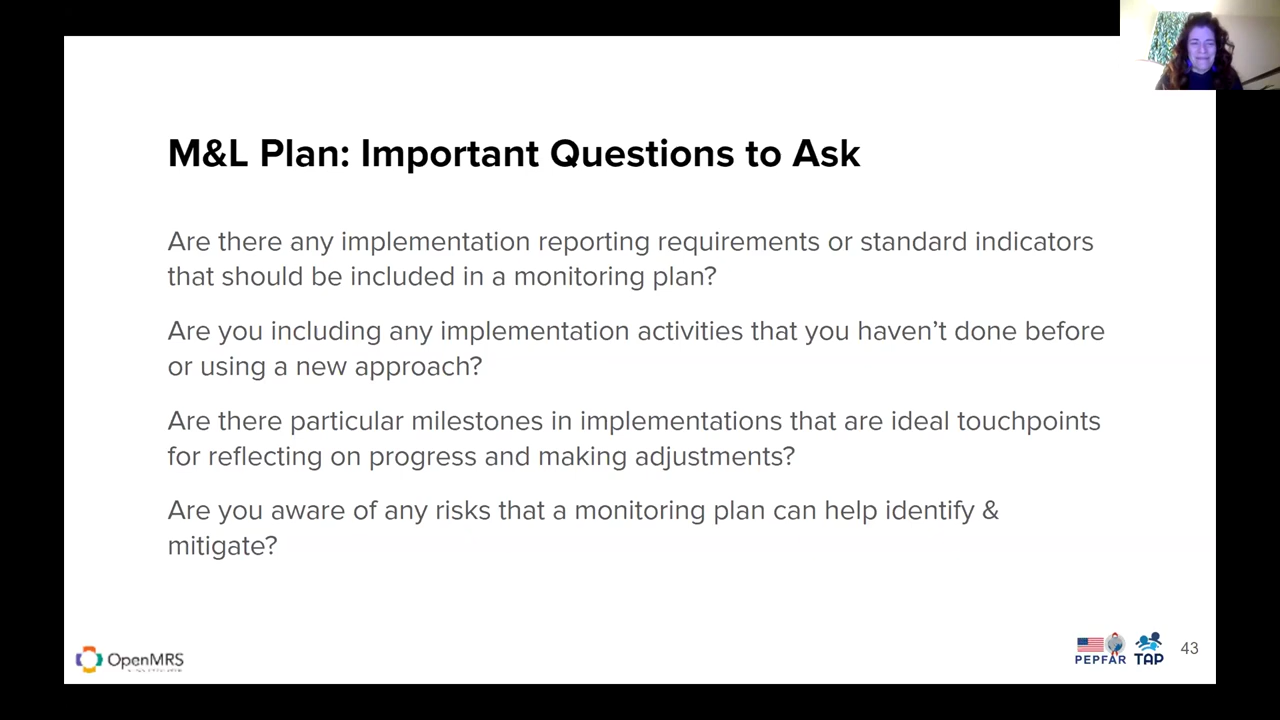 M&L Plan: Important Questions to Ask
Are there any implementation reporting requirements or standard indicators
that should be included in a monitoring plan?
Are you including any implementation activities that you haven’t done before
or using a new approach?
Are there particular milestones in implementations that are ideal touchpoints
for reflecting on progress and making adjustments?
Are you aware of any risks that a monitoring plan can help identify &
mitigate?
OpenMRS
PEPFAR
TAP
43